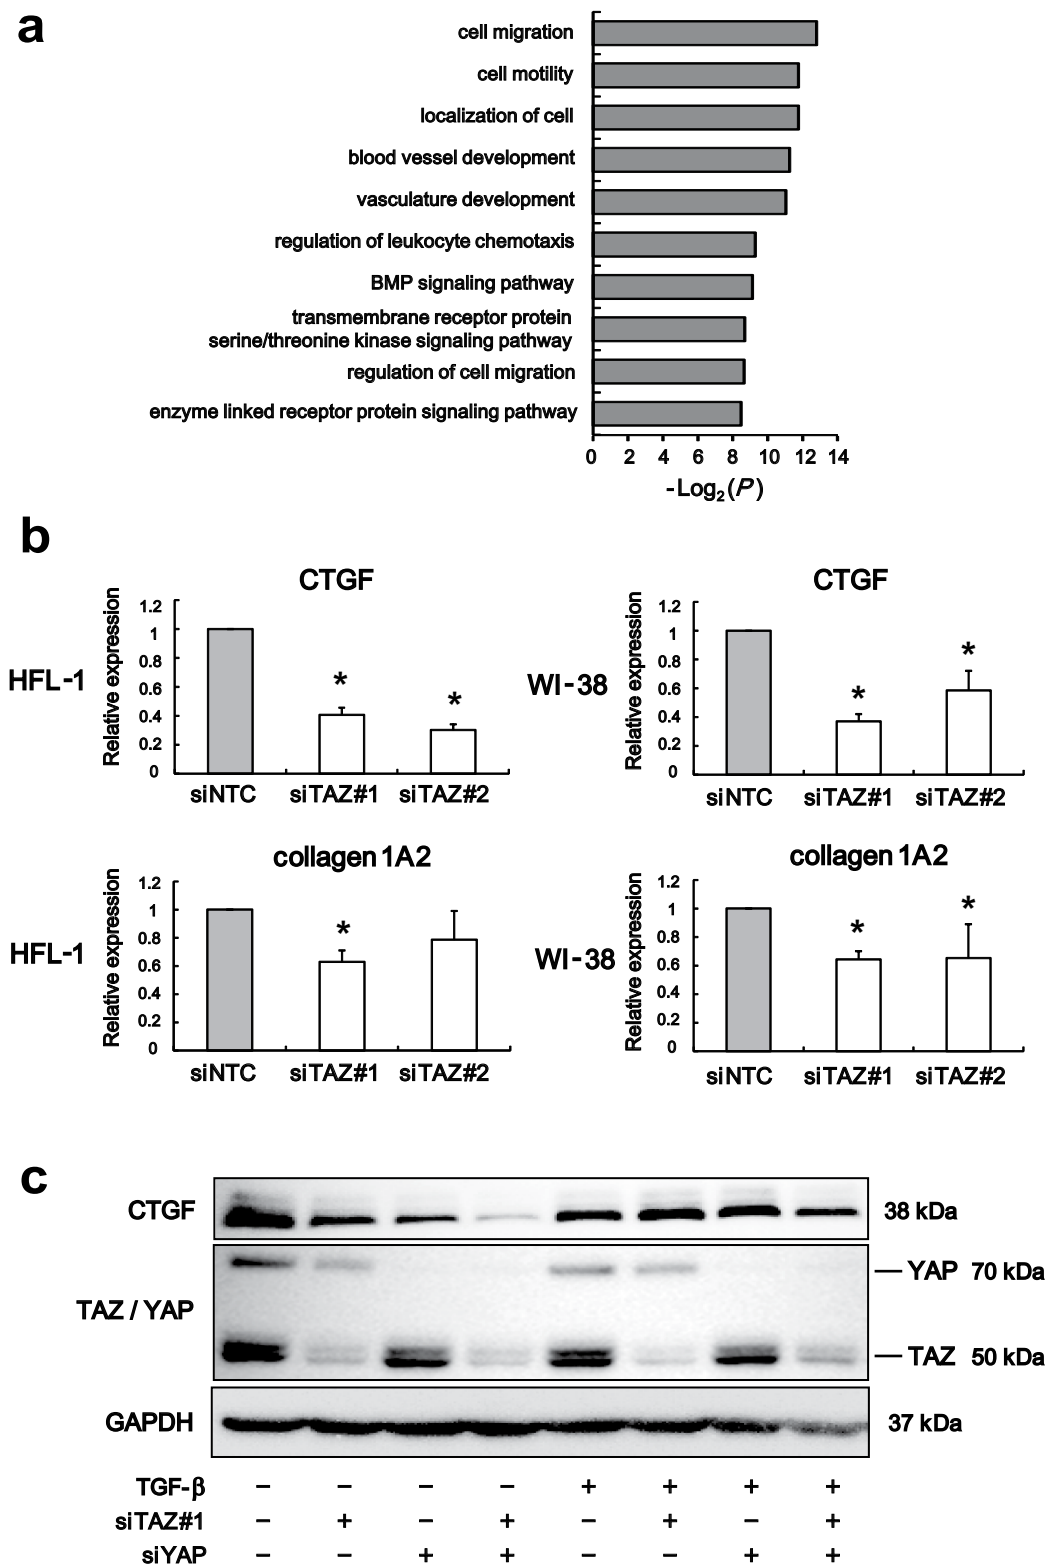 a
cell migration
cell motility
localization of cell
blood vessel development
vasculature development
regulation of leukocyte chemotaxis
BMP signaling pathway
transmembrane receptor protein
serine/threonine kinase signaling pathway
regulation of cell migration
enzyme linked receptor protein signaling pathway
0 2 4 6 8 10 12 14
-Log₂(P)
b
HFL-1
CTGF
Relative expression
1.2
1
0.8
0.6
0.4
0.2
0
*
*
siNTC siTAZ#1 siTAZ#2
WI-38
CTGF
Relative expression
1.2
1
0.8
0.6
0.4
0.2
0
*
*
siNTC siTAZ#1 siTAZ#2
HFL-1
collagen 1A2
Relative expression
1.2
1
0.8
0.6
0.4
0.2
0
*
siNTC siTAZ#1 siTAZ#2
WI-38
collagen 1A2
Relative expression
1.2
1
0.8
0.6
0.4
0.2
0
*
*
siNTC siTAZ#1 siTAZ#2
c
CTGF 38 kDa
YAP 70 kDa
TAZ / YAP
TAZ 50 kDa
GAPDH 37 kDa
TGF-β − − − − + + + +
siTAZ#1 − + − + − + − +
siYAP − − + + − − + +